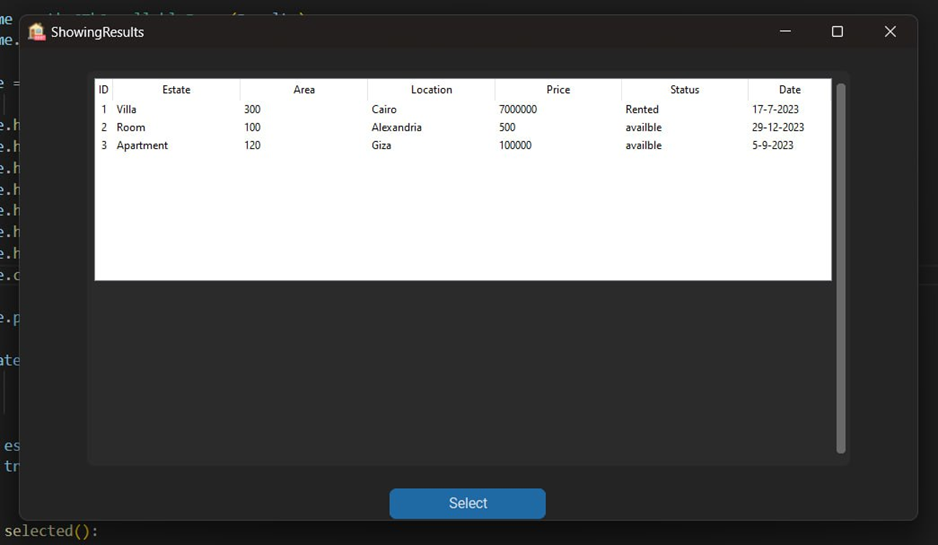 ShowingResults
ID Estate Area Location Price Status Date
1 Villa 300 Cairo 7000000 Rented 17-7-2023
2 Room 100 Alexandria 500 availble 29-12-2023
3 Apartment 120 Giza 100000 availble 5-9-2023
Select
selected():